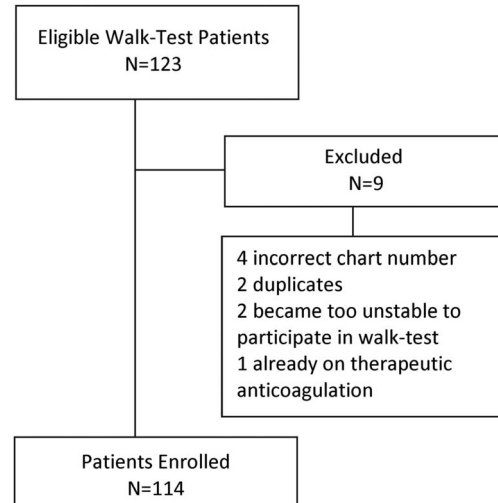 Eligible Walk-Test Patients
N=123
Excluded
N=9
4 incorrect chart number
2 duplicates
2 became too unstable to
participate in walk-test
1 already on therapeutic
anticoagulation
Patients Enrolled
N=114